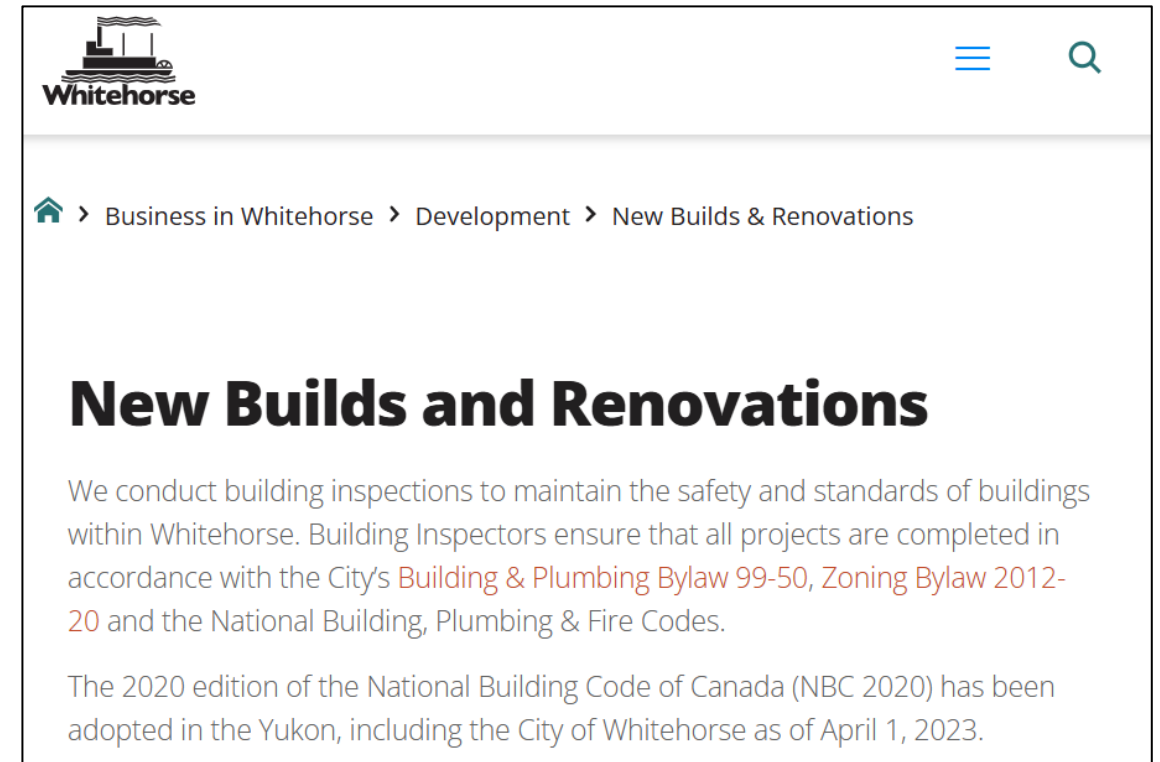 Whitehorse
Business in Whitehorse > Development > New Builds & Renovations
New Builds and Renovations
We conduct building inspections to maintain the safety and standards of buildings
within Whitehorse. Building Inspectors ensure that all projects are completed in
accordance with the City’s Building & Plumbing Bylaw 99-50, Zoning Bylaw 2012-
20 and the National Building, Plumbing & Fire Codes.
The 2020 edition of the National Building Code of Canada (NBC 2020) has been
adopted in the Yukon, including the City of Whitehorse as of April 1, 2023.